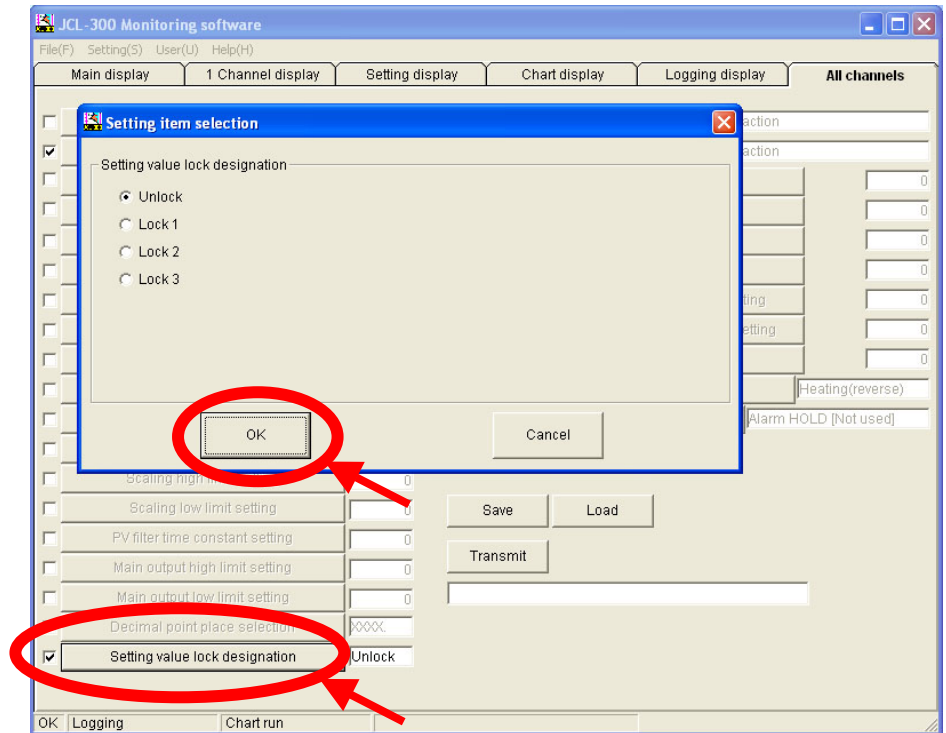 JCL-300 Monitoring software
File(F) Setting(S) User(U) Help(H)
Main display 1 Channel display Setting display Chart display Logging display All channels
Setting item selection
action
action
Setting value lock designation
Unlock
Lock 1
Lock 2
Lock 3
0
0
0
0
ting 0
etting 0
0
Heating(reverse)
Alarm HOLD [Not used]
OK Cancel
Scaling high 0
Scaling low limit setting 0
Save Load
PV filter time constant setting 0
Transmit
Main output high limit setting 0
Main output low limit setting 0
Decimal point place selection XXXX.
Setting value lock designation Unlock
OK Logging Chart run